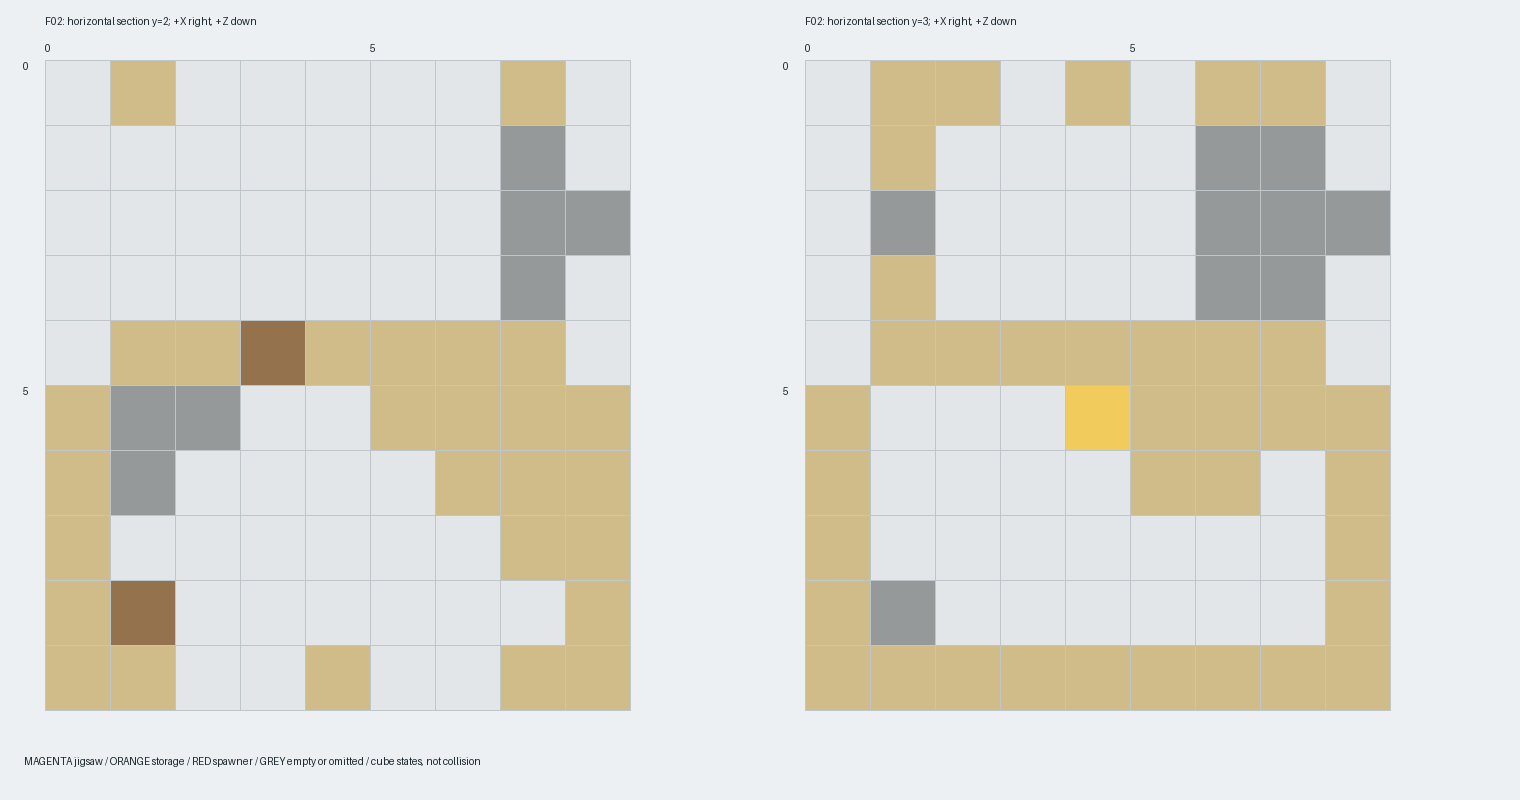 F02: horizontal section y=2; +X right, +Z down
F02: horizontal section y=3; +X right, +Z down
0 5
0 5
0
0
5
5
MAGENTA jigsaw / ORANGE storage / RED spawner / GREY empty or omitted / cube states, not collision